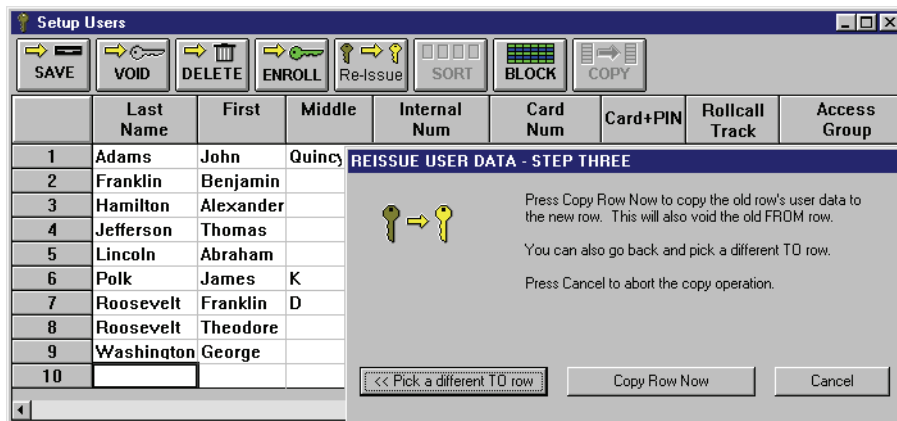 Setup Users
SAVE VOID DELETE ENROLL Re-Issue SORT BLOCK COPY
Last Name First Middle Internal Num Card Num Card+PIN Rollcall Track Access Group
1 Adams John Quincy
2 Franklin Benjamin
3 Hamilton Alexander
4 Jefferson Thomas
5 Lincoln Abraham
6 Polk James K
7 Roosevelt Franklin D
8 Roosevelt Theodore
9 Washington George
10
REISSUE USER DATA - STEP THREE
Press Copy Row Now to copy the old row's user data to
the new row. This will also void the old FROM row.
You can also go back and pick a different TO row.
Press Cancel to abort the copy operation.
<< Pick a different TO row Copy Row Now Cancel